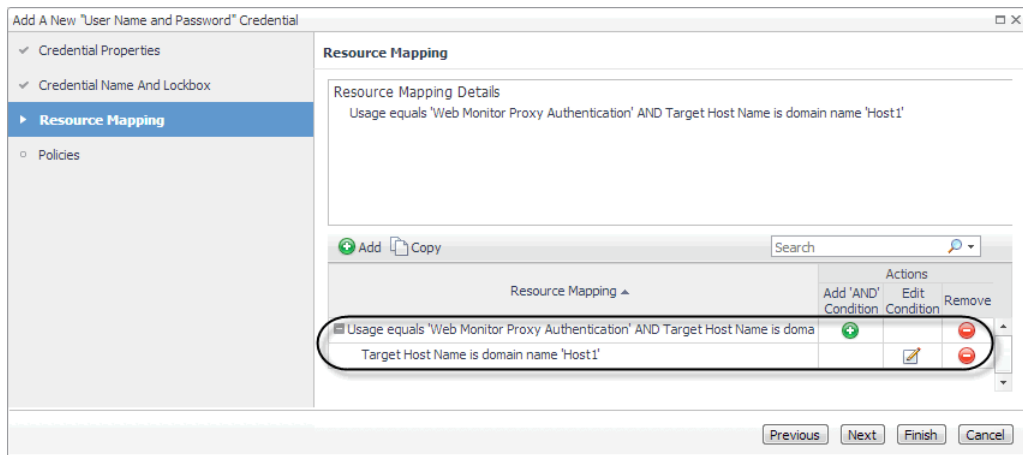 Add A New "User Name and Password" Credential
Credential Properties
Credential Name And Lockbox
Resource Mapping
Policies
Resource Mapping
Resource Mapping Details
Usage equals 'Web Monitor Proxy Authentication' AND Target Host Name is domain name 'Host1'
Add Copy Search
Resource Mapping
Actions
Add 'AND' Condition
Edit Condition
Remove
Usage equals 'Web Monitor Proxy Authentication' AND Target Host Name is doma
Target Host Name is domain name 'Host1'
Previous Next Finish Cancel